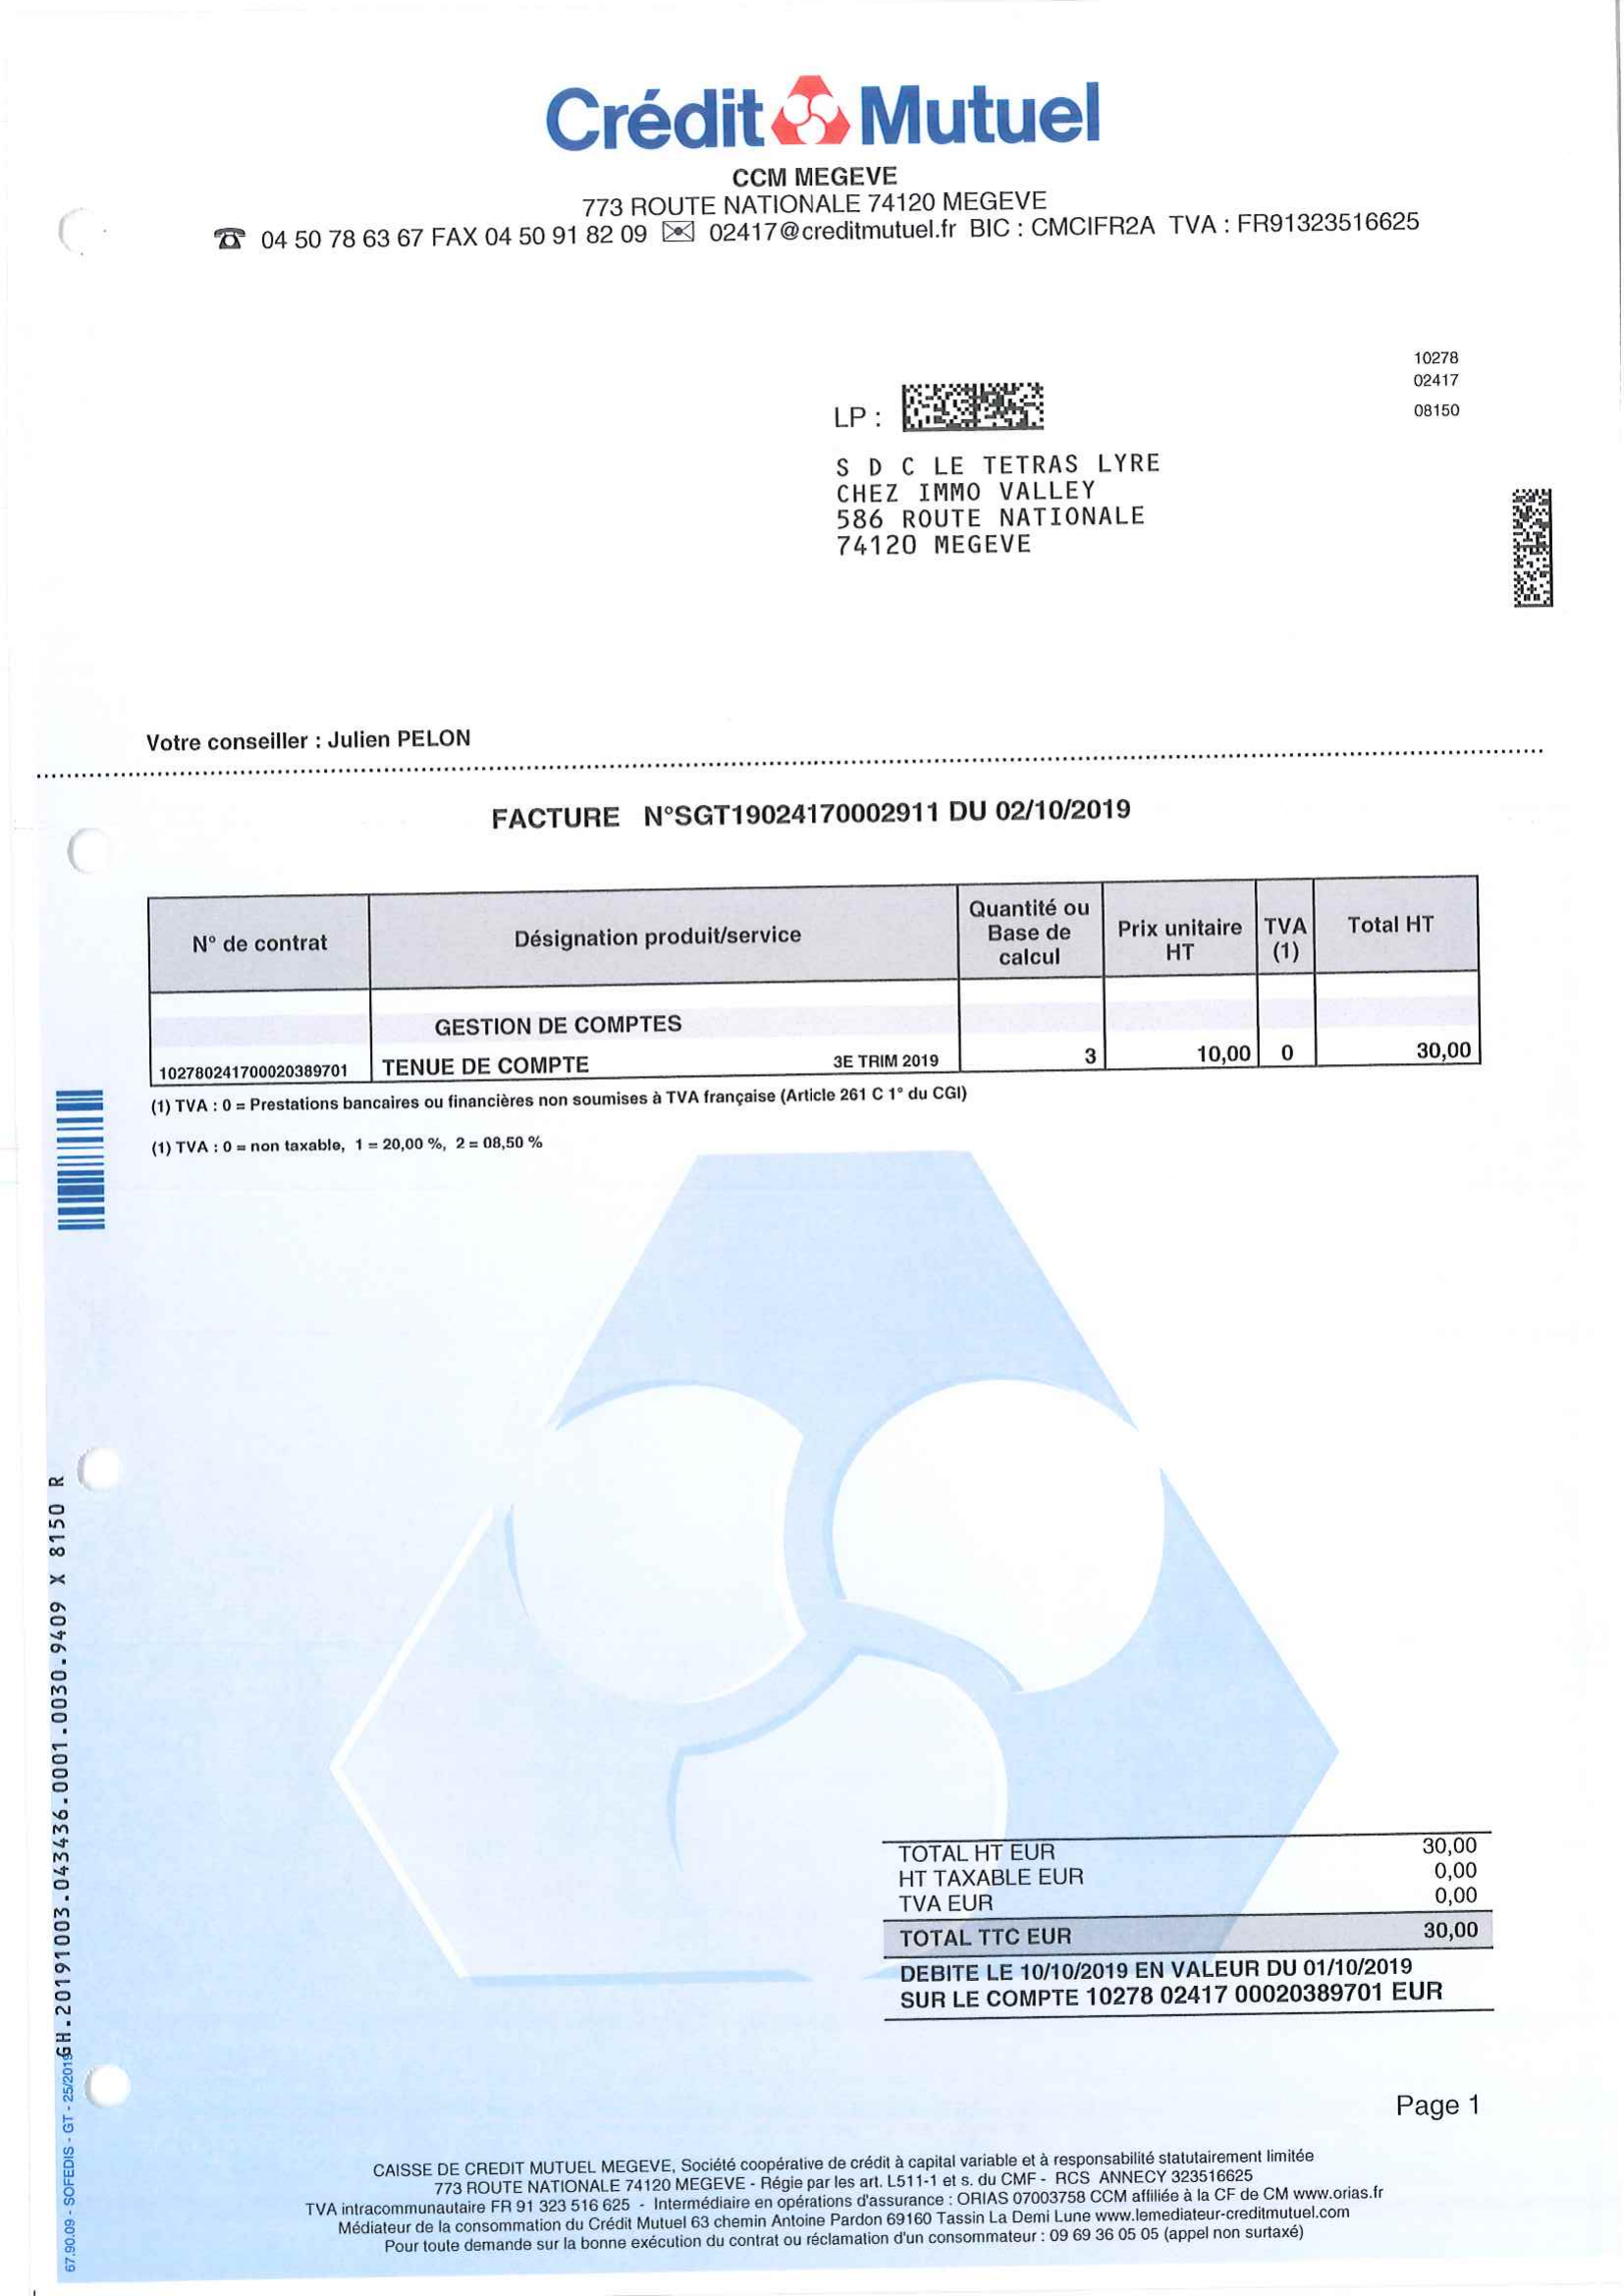 Crédit Mutuel
CCM MEGEVE
773 ROUTE NATIONALE 74120 MEGEVE
04 50 78 63 67 FAX 04 50 91 82 09 02417@creditmutuel.fr BIC : CMCIFR2A TVA : FR91323516625
10278
02417
08150
LP :
S D C LE TETRAS LYRE
CHEZ IMMO VALLEY
586 ROUTE NATIONALE
74120 MEGEVE
Votre conseiller : Julien PELON
FACTURE N°SGT19024170002911 DU 02/10/2019
N° de contrat Désignation produit/service Quantité ou Base de calcul Prix unitaire HT TVA (1) Total HT
GESTION DE COMPTES
102780241700020389701 TENUE DE COMPTE 3E TRIM 2019 3 10,00 0 30,00
(1) TVA : 0 = Prestations bancaires ou financières non soumises à TVA française (Article 261 C 1° du CGI)
(1) TVA : 0 = non taxable, 1 = 20,00 %, 2 = 08,50 %
TOTAL HT EUR 30,00
HT TAXABLE EUR 0,00
TVA EUR 0,00
TOTAL TTC EUR 30,00
DEBITE LE 10/10/2019 EN VALEUR DU 01/10/2019
SUR LE COMPTE 10278 02417 00020389701 EUR
67.90.09 - SOFEDIS - GT - 25/2019
GH.20191003.043436.0001.0030.9409 X 8150 R
Page 1
CAISSE DE CREDIT MUTUEL MEGEVE, Société coopérative de crédit à capital variable et à responsabilité statutairement limitée
773 ROUTE NATIONALE 74120 MEGEVE - Régie par les art. L511-1 et s. du CMF - RCS ANNECY 323516625
TVA intracommunautaire FR 91 323 516 625 - Intermédiaire en opérations d'assurance : ORIAS 07003758 CCM affiliée à la CF de CM www.orias.fr
Médiateur de la consommation du Crédit Mutuel 63 chemin Antoine Pardon 69160 Tassin La Demi Lune www.lemediateur-creditmutuel.com
Pour toute demande sur la bonne exécution du contrat ou réclamation d'un consommateur : 09 69 36 05 05 (appel non surtaxé)